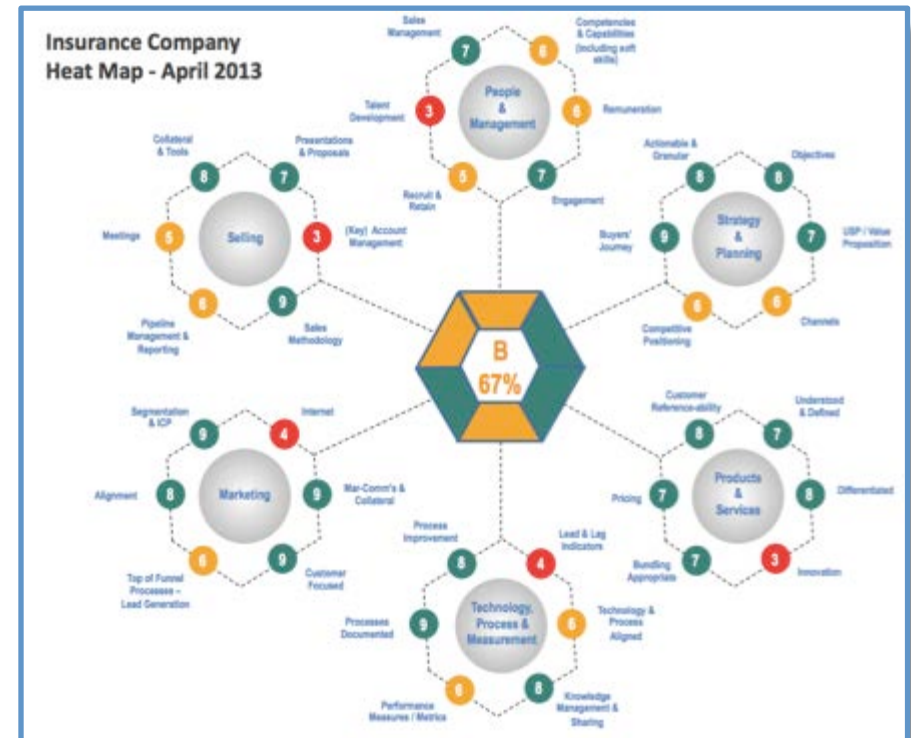 Insurance Company
Heat Map - April 2013
Sales
Management
7
Competencies
& Capabilities
(including soft
skills)
6
People
&
Management
Talent
Development
3
6
Remuneration
Recruit &
Retain
5
7
Engagement
Collateral
& Tools
8
Presentations
& Proposals
7
Meetings
5
Selling
3
(Key) Account
Management
Pipeline
Management &
Reporting
6
9
Sales
Methodology
Actionable &
Granular
8
Objectives
8
Buyers'
Journey
9
Strategy
&
Planning
7
USP / Value
Proposition
Competitive
Positioning
6
6
Channels
B
67%
Segmentation
& ICP
9
Internet
4
Alignment
8
Marketing
9
Mar-Comm's &
Collateral
Top of Funnel
Processes –
Lead Generation
6
9
Customer
Focused
Customer
Reference-ability
8
Understood
& Defined
7
Pricing
7
Products
&
Services
8
Differentiated
Bundling
Appropriate
7
3
Innovation
Process
Improvement
8
Lead & Lag
Indicators
4
Processes
Documented
9
Technology,
Process &
Measurement
6
Technology &
Process
Aligned
Performance
Measures / Metrics
6
8
Knowledge
Management &
Sharing